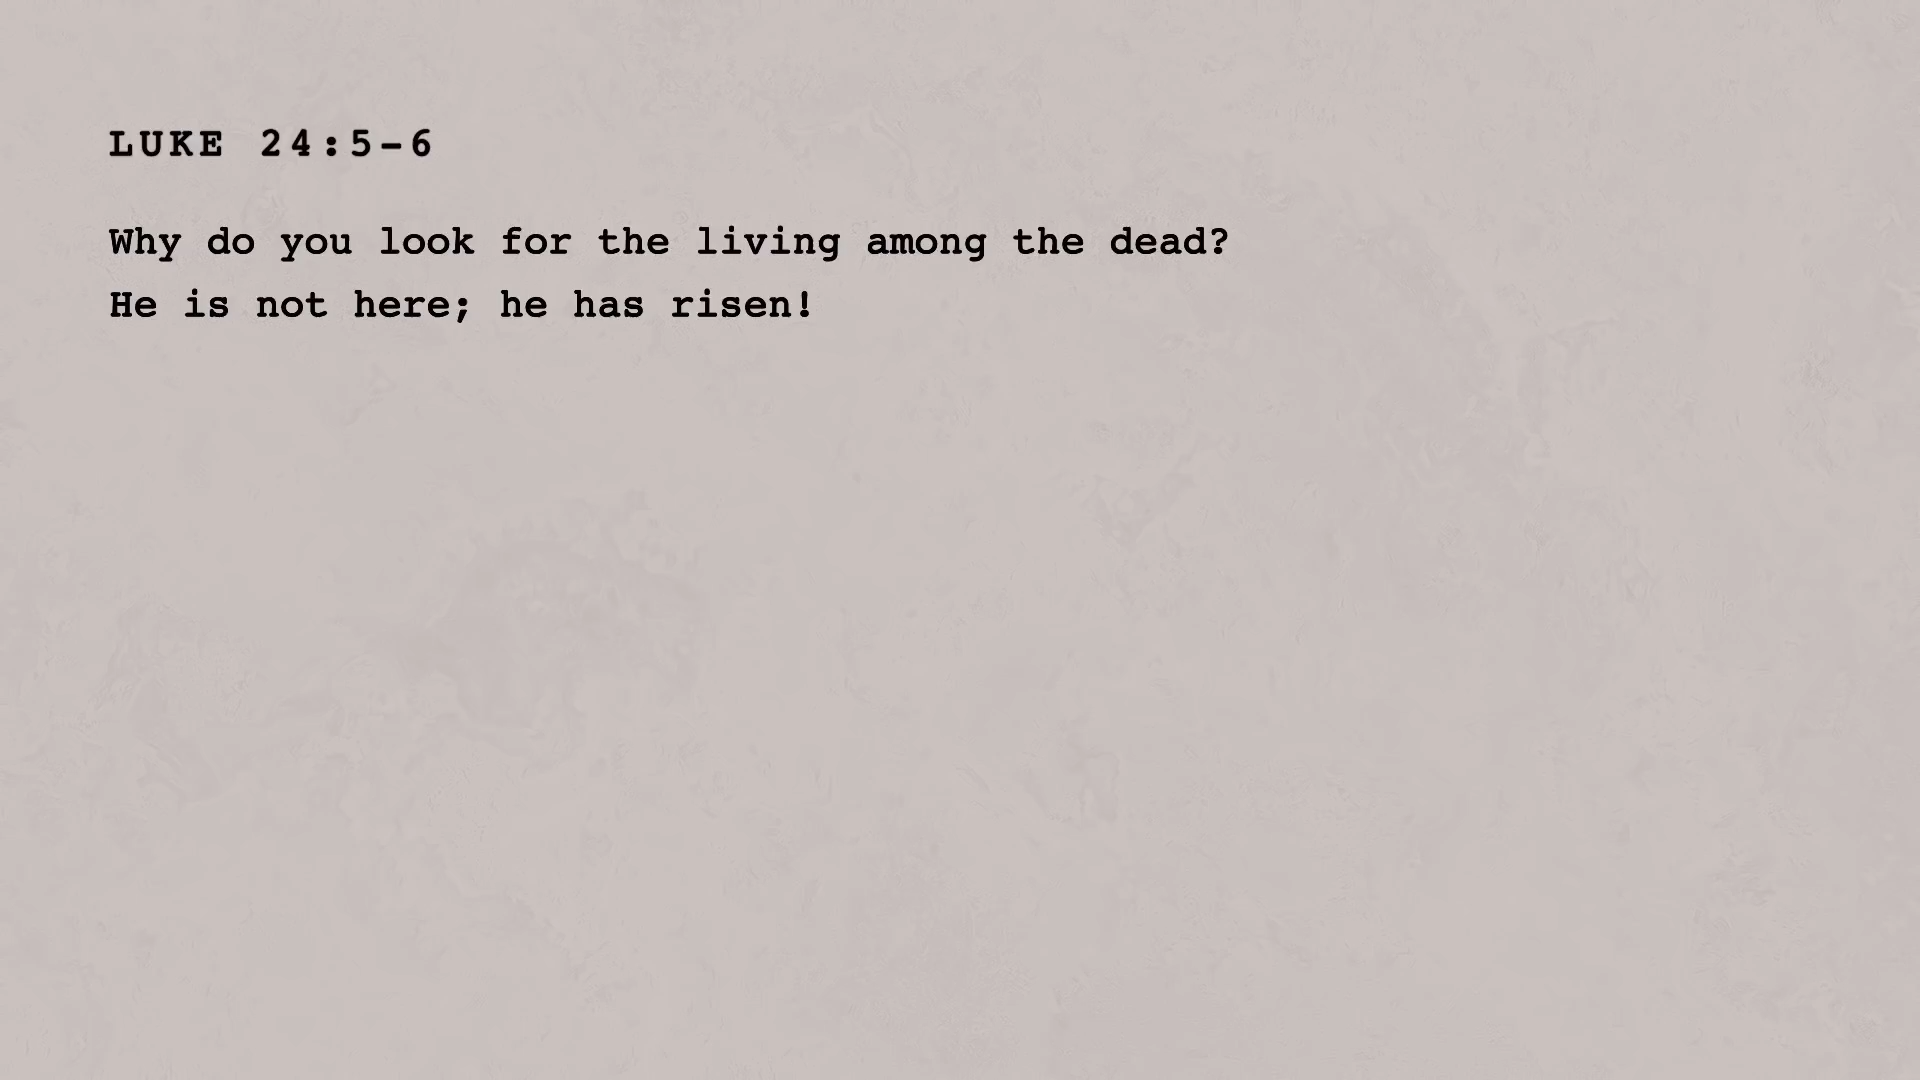 LUKE 24:5-6
Why do you look for the living among the dead?
He is not here; he has risen!